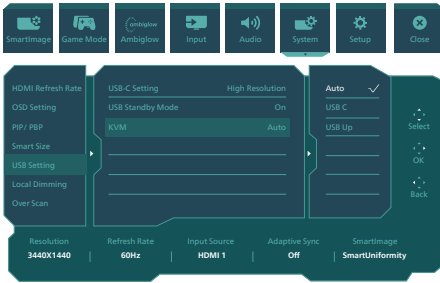 ambiglow
SmartImage
Game Mode
Ambiglow
Input
Audio
System
Setup
Close
HDMI Refresh Rate
OSD Setting
PIP/ PBP
Smart Size
USB Setting
Local Dimming
Over Scan
USB-C Setting High Resolution
USB Standby Mode On
KVM Auto
Auto
USB C
USB Up
Select
OK
Back
Resolution Refresh Rate Input Source Adaptive Sync SmartImage
3440X1440 | 60Hz | HDMI 1 | Off | SmartUniformity